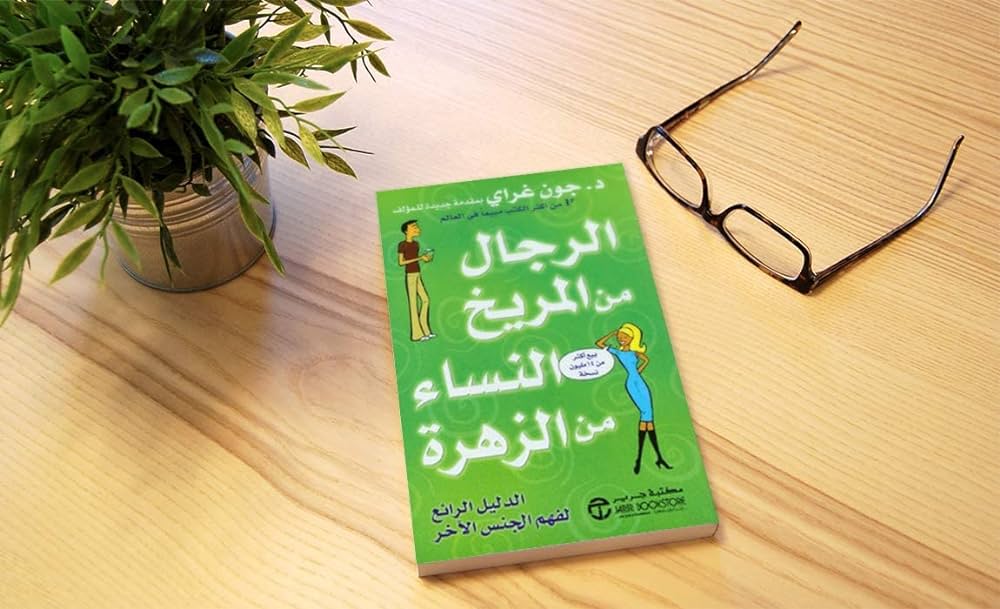 د. جون غراي بمقدمة جديدة للمؤلف
من أكثر الكتب مبيعا في العالم
الرجال
من المريخ
النساء
من الزهرة
بيع أكثر
من ١٤ مليون
نسخة
الدليل الرائع
لفهم الجنس الآخر
مكتبة جرير
JARIR BOOKSTORE